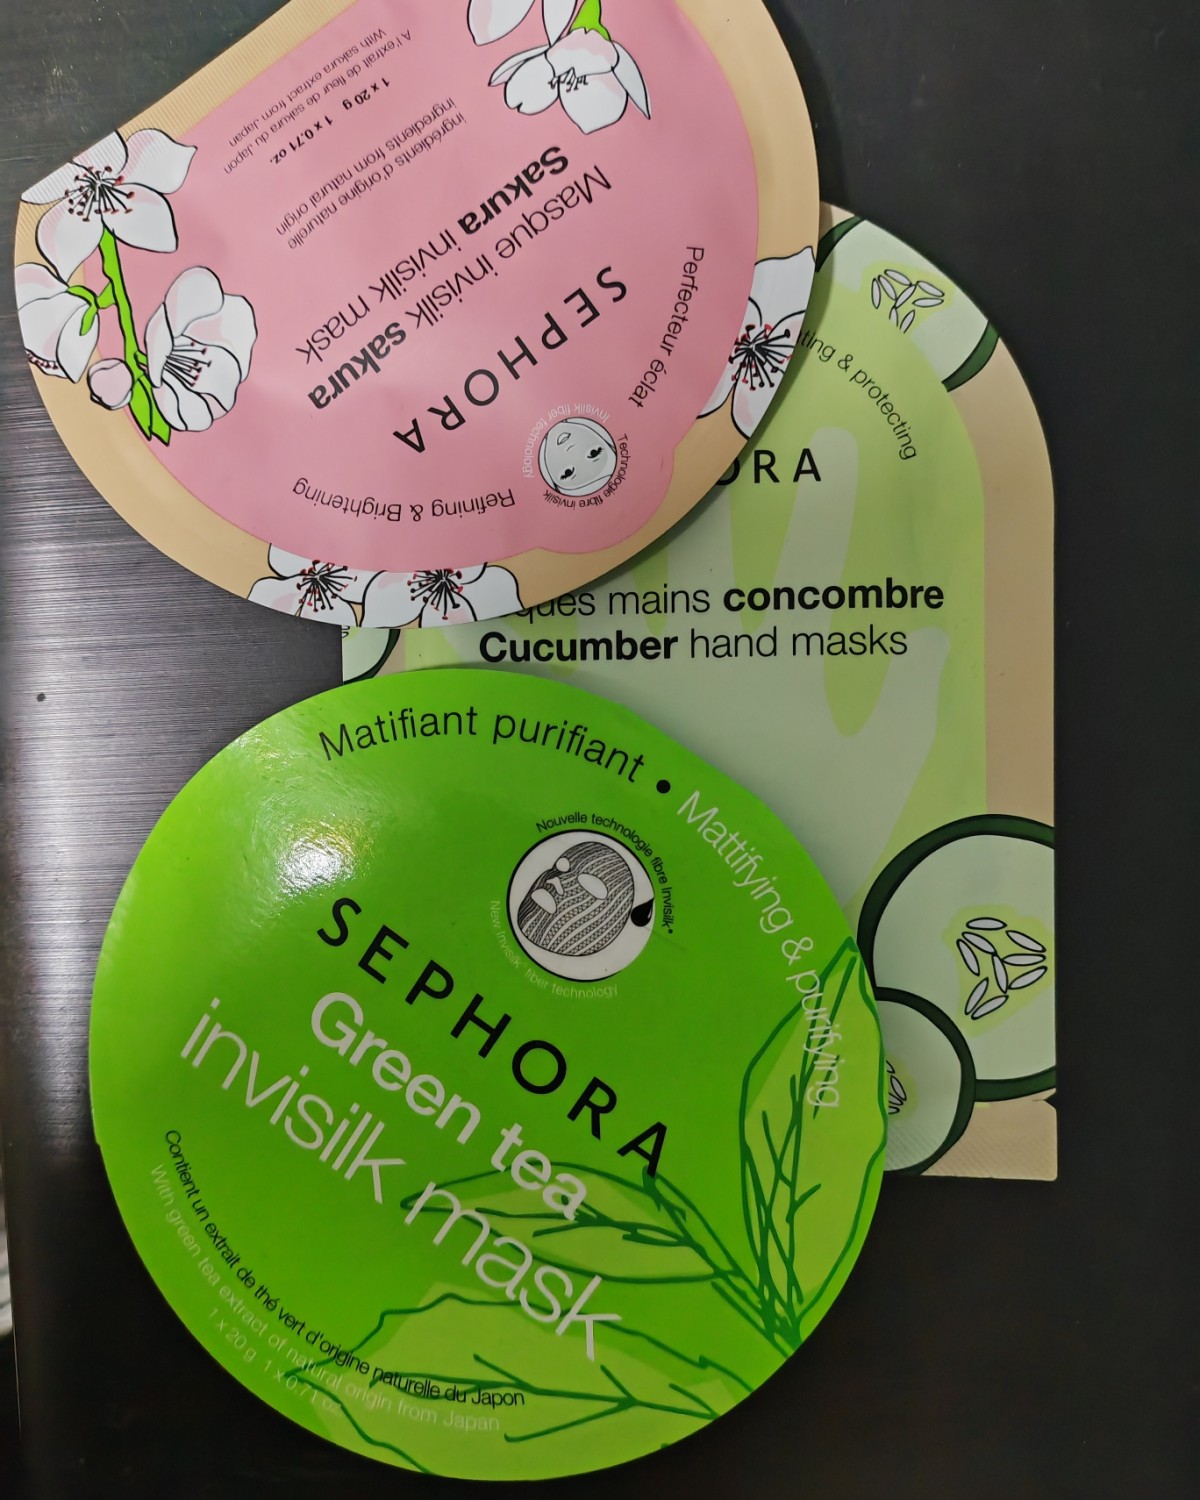 Perfecteur éclat
Refining & Brightening
Technologie fibre invisilk
invisilk fiber technology
SEPHORA
Masque invisilk sakura
Sakura invisilk mask
ingrédients d'origine naturelle
ingredients from natural origin
1 x 20 g 1 x 0.71 oz.
A l'extrait de fleur de sakura du Japon
With sakura extract from Japan
& protecting
ORA
mains concombre
Cucumber hand masks
Matifiant purifiant • Mattifying & purifying
Nouvelle technologie fibre Invisilk®
New Invisilk® fiber technology
SEPHORA
Green tea
invisilk mask
Contient un extrait de thé vert d'origine naturelle du Japon
With green tea extract of natural origin from Japan
1 x 20 g 1 x 0.71 oz.